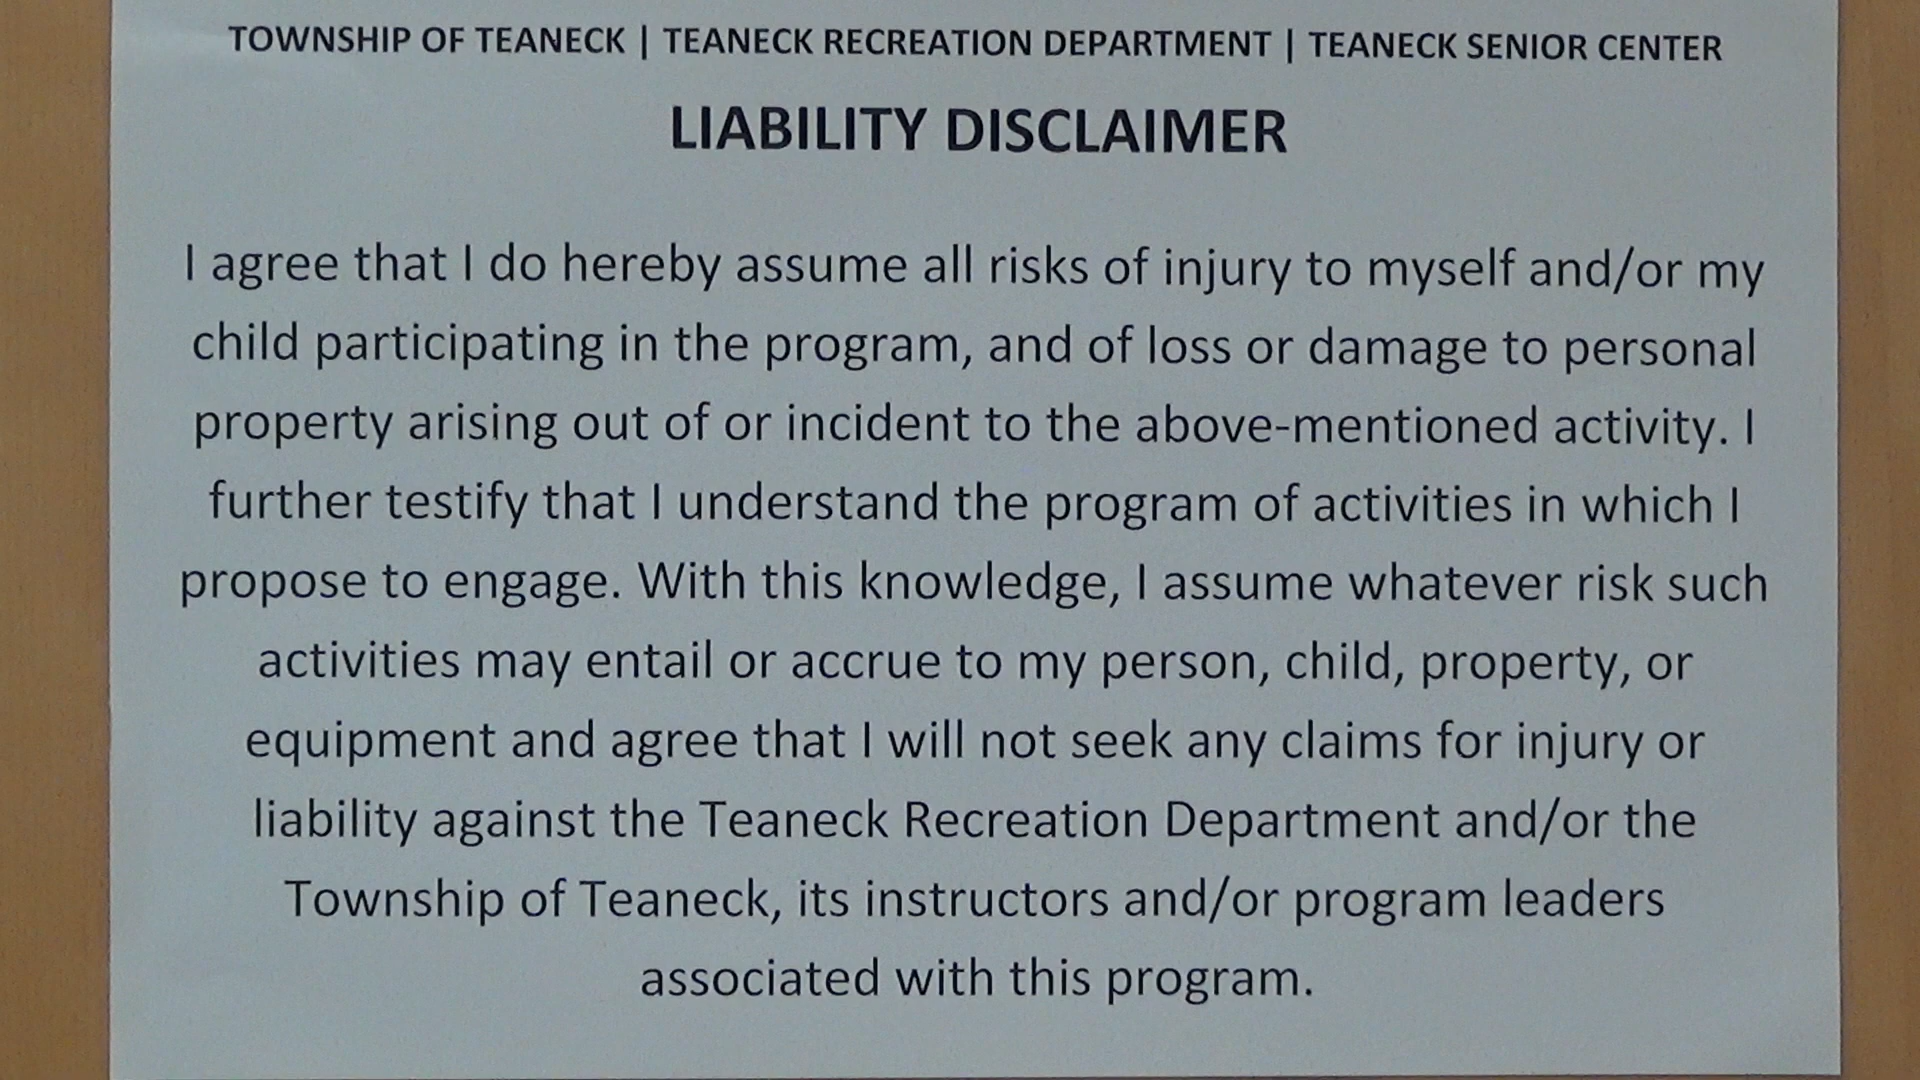 TOWNSHIP OF TEANECK | TEANECK RECREATION DEPARTMENT | TEANECK SENIOR CENTER
LIABILITY DISCLAIMER
I agree that I do hereby assume all risks of injury to myself and/or my
child participating in the program, and of loss or damage to personal
property arising out of or incident to the above-mentioned activity. I
further testify that I understand the program of activities in which I
propose to engage. With this knowledge, I assume whatever risk such
activities may entail or accrue to my person, child, property, or
equipment and agree that I will not seek any claims for injury or
liability against the Teaneck Recreation Department and/or the
Township of Teaneck, its instructors and/or program leaders
associated with this program.